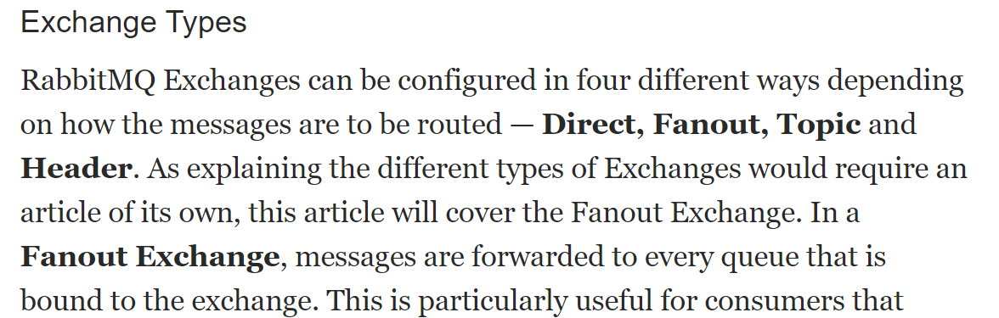 Exchange Types
RabbitMQ Exchanges can be configured in four different ways depending
on how the messages are to be routed — Direct, Fanout, Topic and
Header. As explaining the different types of Exchanges would require an
article of its own, this article will cover the Fanout Exchange. In a
Fanout Exchange, messages are forwarded to every queue that is
bound to the exchange. This is particularly useful for consumers that